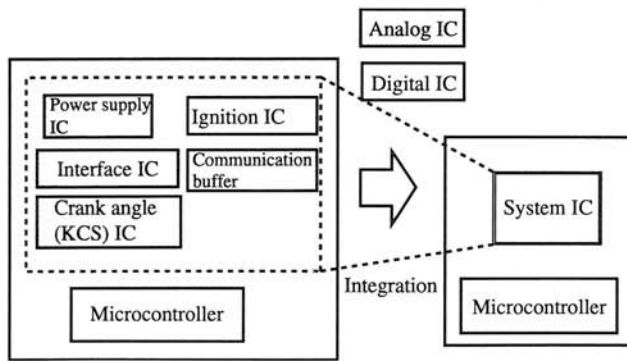 Analog IC
Digital IC
Power supply
IC
Ignition IC
Interface IC
Communication
buffer
Crank angle
(KCS) IC
Microcontroller
Integration
System IC
Microcontroller